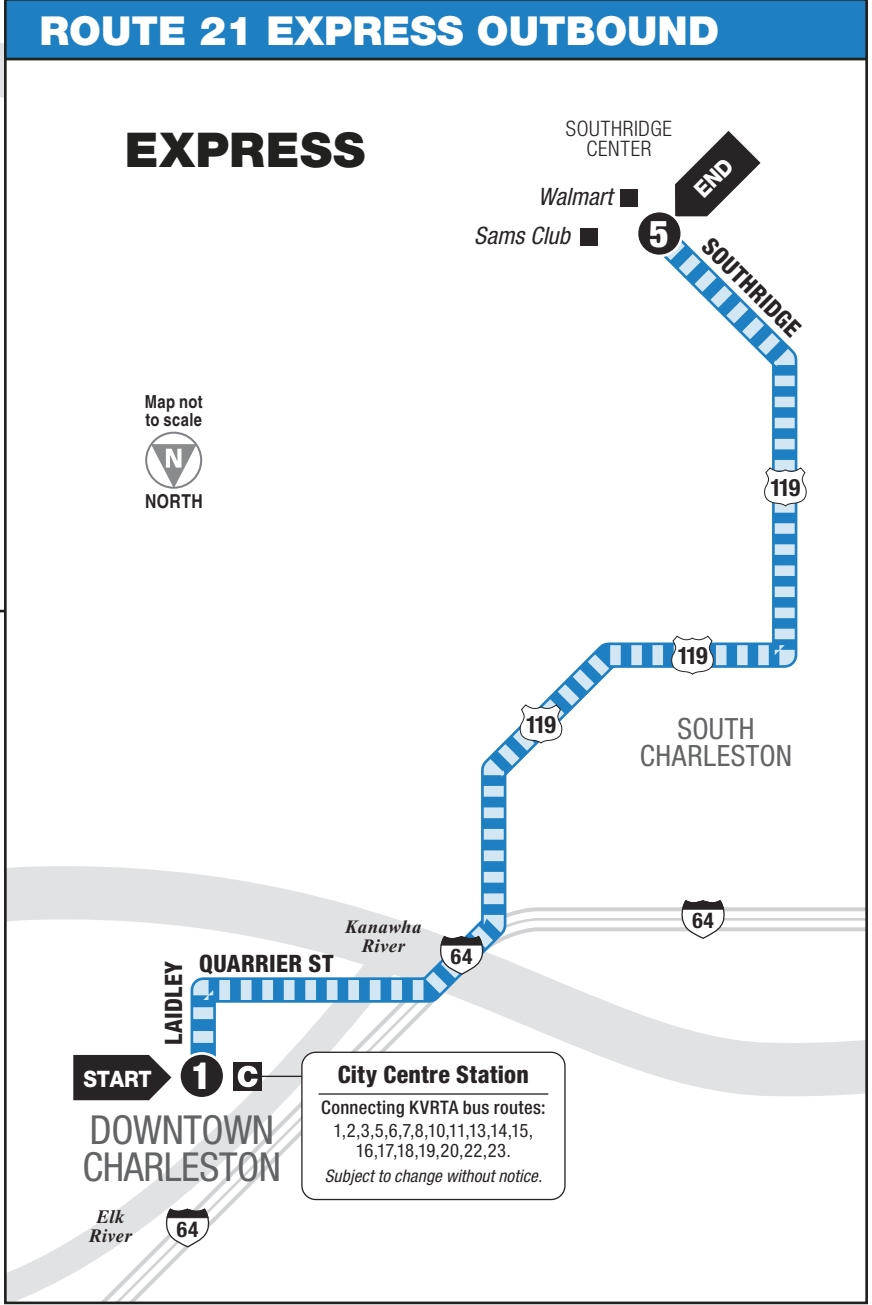 ROUTE 21 EXPRESS OUTBOUND
EXPRESS
SOUTHRIDGE
CENTER
END
Walmart
Sams Club
5
SOUTHRIDGE
Map not
to scale
N
NORTH
119
119
119
SOUTH
CHARLESTON
64
Kanawha
River
64
QUARRIER ST
LAIDLEY
START
1
C
City Centre Station
Connecting KVRTA bus routes:
1,2,3,5,6,7,8,10,11,13,14,15,
16,17,18,19,20,22,23.
Subject to change without notice.
DOWNTOWN
CHARLESTON
Elk
River
64